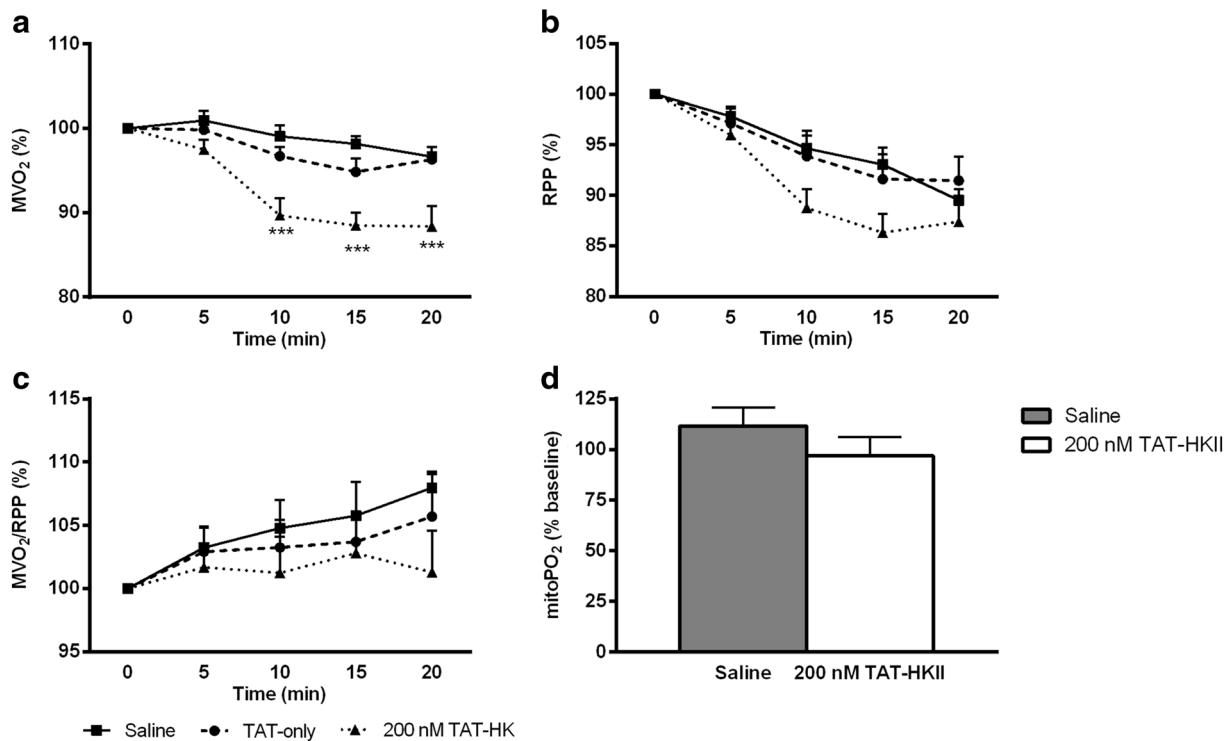 a
MVO₂ (%)
110
100
90
80
***
***
***
0 5 10 15 20
Time (min)
b
RPP (%)
105
100
95
90
85
80
0 5 10 15 20
Time (min)
c
MVO₂/RPP (%)
115
110
105
100
95
0 5 10 15 20
Time (min)
Saline TAT-only 200 nM TAT-HK
d
mitoPO₂ (% baseline)
125
100
75
50
25
0
Saline 200 nM TAT-HKII
Saline
200 nM TAT-HKII